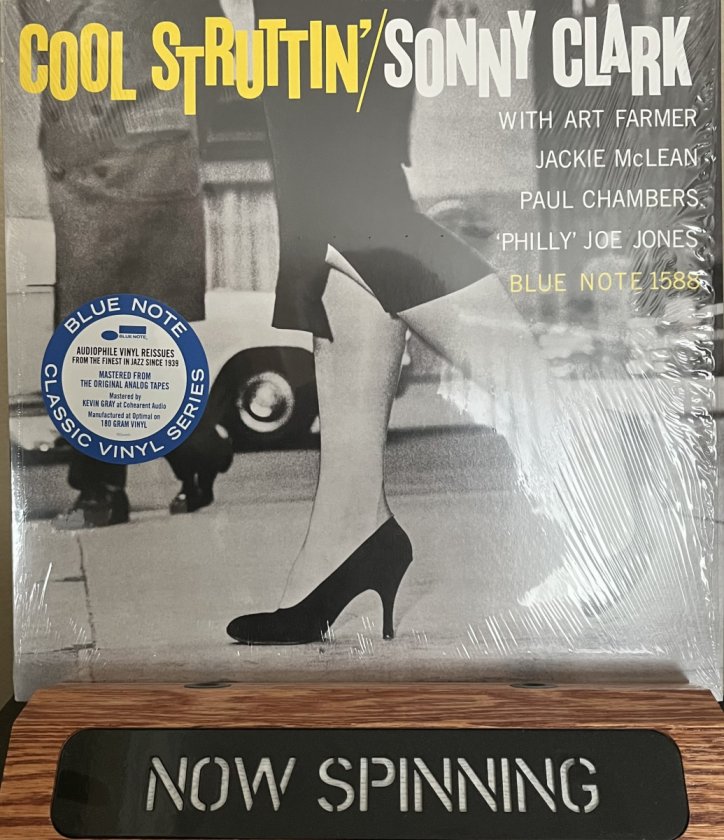 COOL STRUTTIN'/SONNY CLARK
WITH ART FARMER
JACKIE McLEAN
PAUL CHAMBERS
'PHILLY' JOE JONES
BLUE NOTE 1588
BLUE NOTE
BLUE NOTE
AUDIOPHILE VINYL REISSUES
FROM THE FINEST IN JAZZ SINCE 1939
MASTERED FROM
THE ORIGINAL ANALOG TAPES
Mastered by
KEVIN GRAY at Cohearent Audio
Manufactured at Optimal on
180 GRAM VINYL
CLASSIC VINYL SERIES
NOW SPINNING